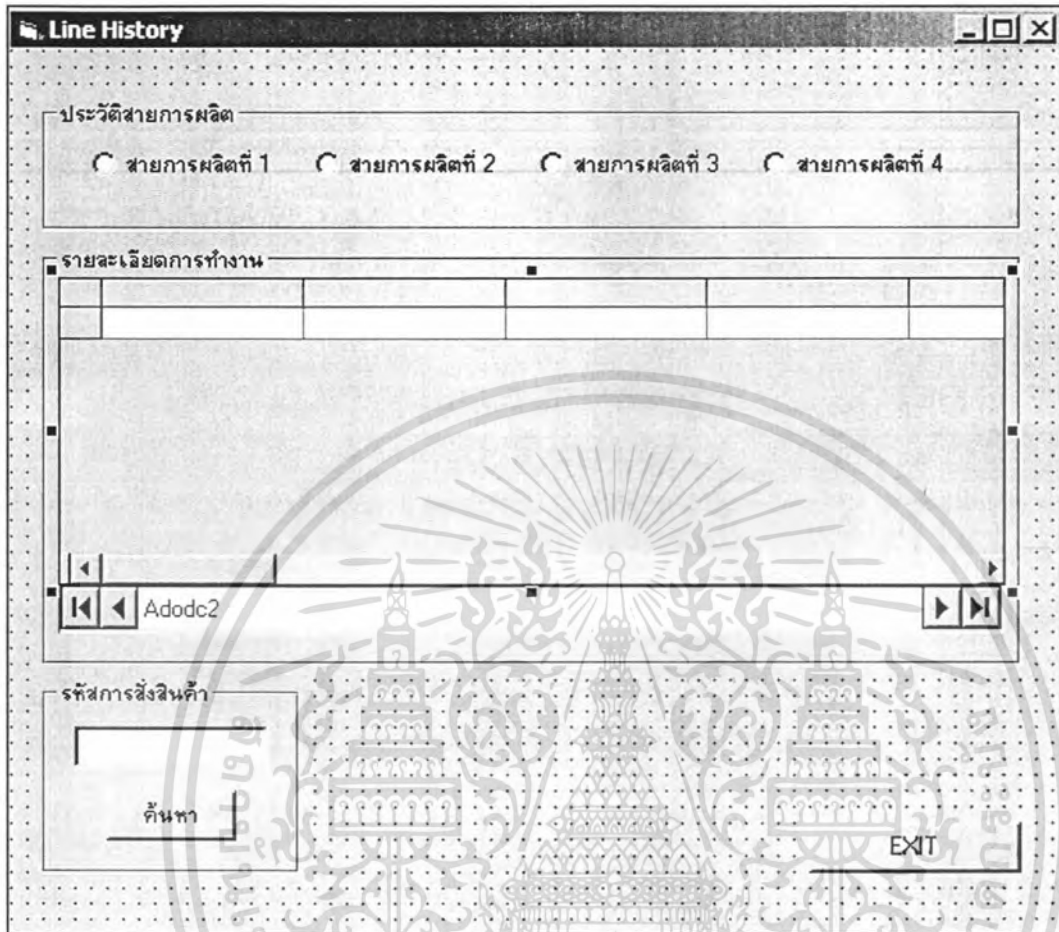 Line History
ประวัติสายการผลิต
สายการผลิตที่ 1 สายการผลิตที่ 2 สายการผลิตที่ 3 สายการผลิตที่ 4
รายละเอียดการทำงาน
Adodc2
รหัสการสั่งสินค้า
ค้นหา
EXIT